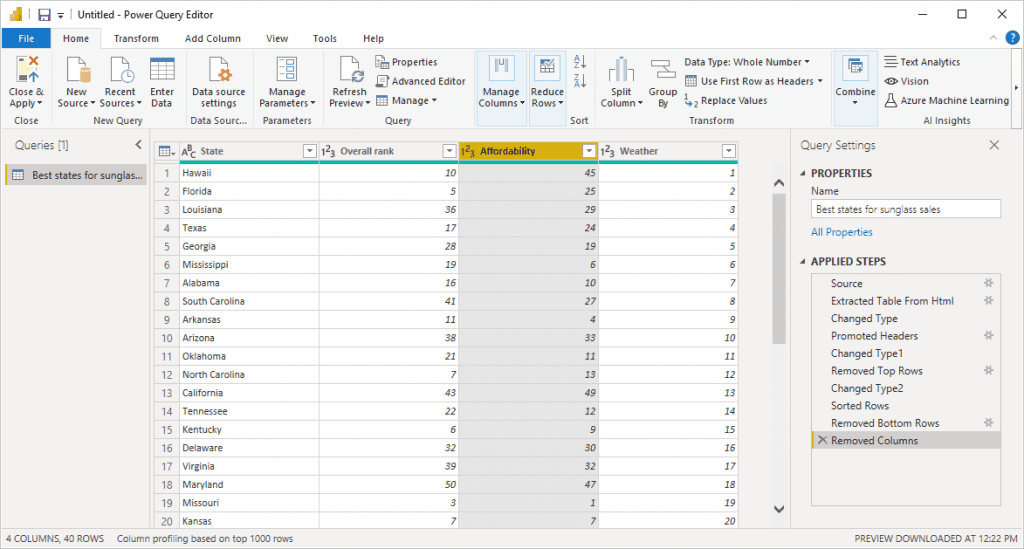 Untitled - Power Query Editor
File Home Transform Add Column View Tools Help
Close & Apply
New Source
Recent Sources
Enter Data
Data source settings
Manage Parameters
Refresh Preview
Properties
Advanced Editor
Manage
Manage Columns
Reduce Rows
A Z
Z A
Split Column
Group By
Data Type: Whole Number
Use First Row as Headers
1 2 Replace Values
Combine
Text Analytics
Vision
Azure Machine Learning
Close New Query Data Sourc... Parameters Query Sort Transform AI Insights
Queries [1]
Best states for sunglas...
ABC State 123 Overall rank 123 Affordability 123 Weather
1 Hawaii 10 45 1
2 Florida 5 25 2
3 Louisiana 36 29 3
4 Texas 17 24 4
5 Georgia 28 19 5
6 Mississippi 19 6 6
7 Alabama 16 10 7
8 South Carolina 41 27 8
9 Arkansas 11 4 9
10 Arizona 38 33 10
11 Oklahoma 21 11 11
12 North Carolina 7 13 12
13 California 43 49 13
14 Tennessee 22 12 14
15 Kentucky 6 9 15
16 Delaware 32 30 16
17 Virginia 39 32 17
18 Maryland 50 47 18
19 Missouri 3 1 19
20 Kansas 7 7 20
Query Settings
PROPERTIES
Name
Best states for sunglass sales
All Properties
APPLIED STEPS
Source
Extracted Table From Html
Changed Type
Promoted Headers
Changed Type1
Removed Top Rows
Changed Type2
Sorted Rows
Removed Bottom Rows
Removed Columns
4 COLUMNS, 40 ROWS Column profiling based on top 1000 rows PREVIEW DOWNLOADED AT 12:22 PM